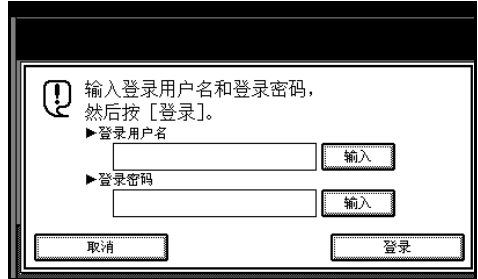 输入登录用户名和登录密码，
然后按［登录］。
▶登录用户名
输入
▶登录密码
输入
取消
登录